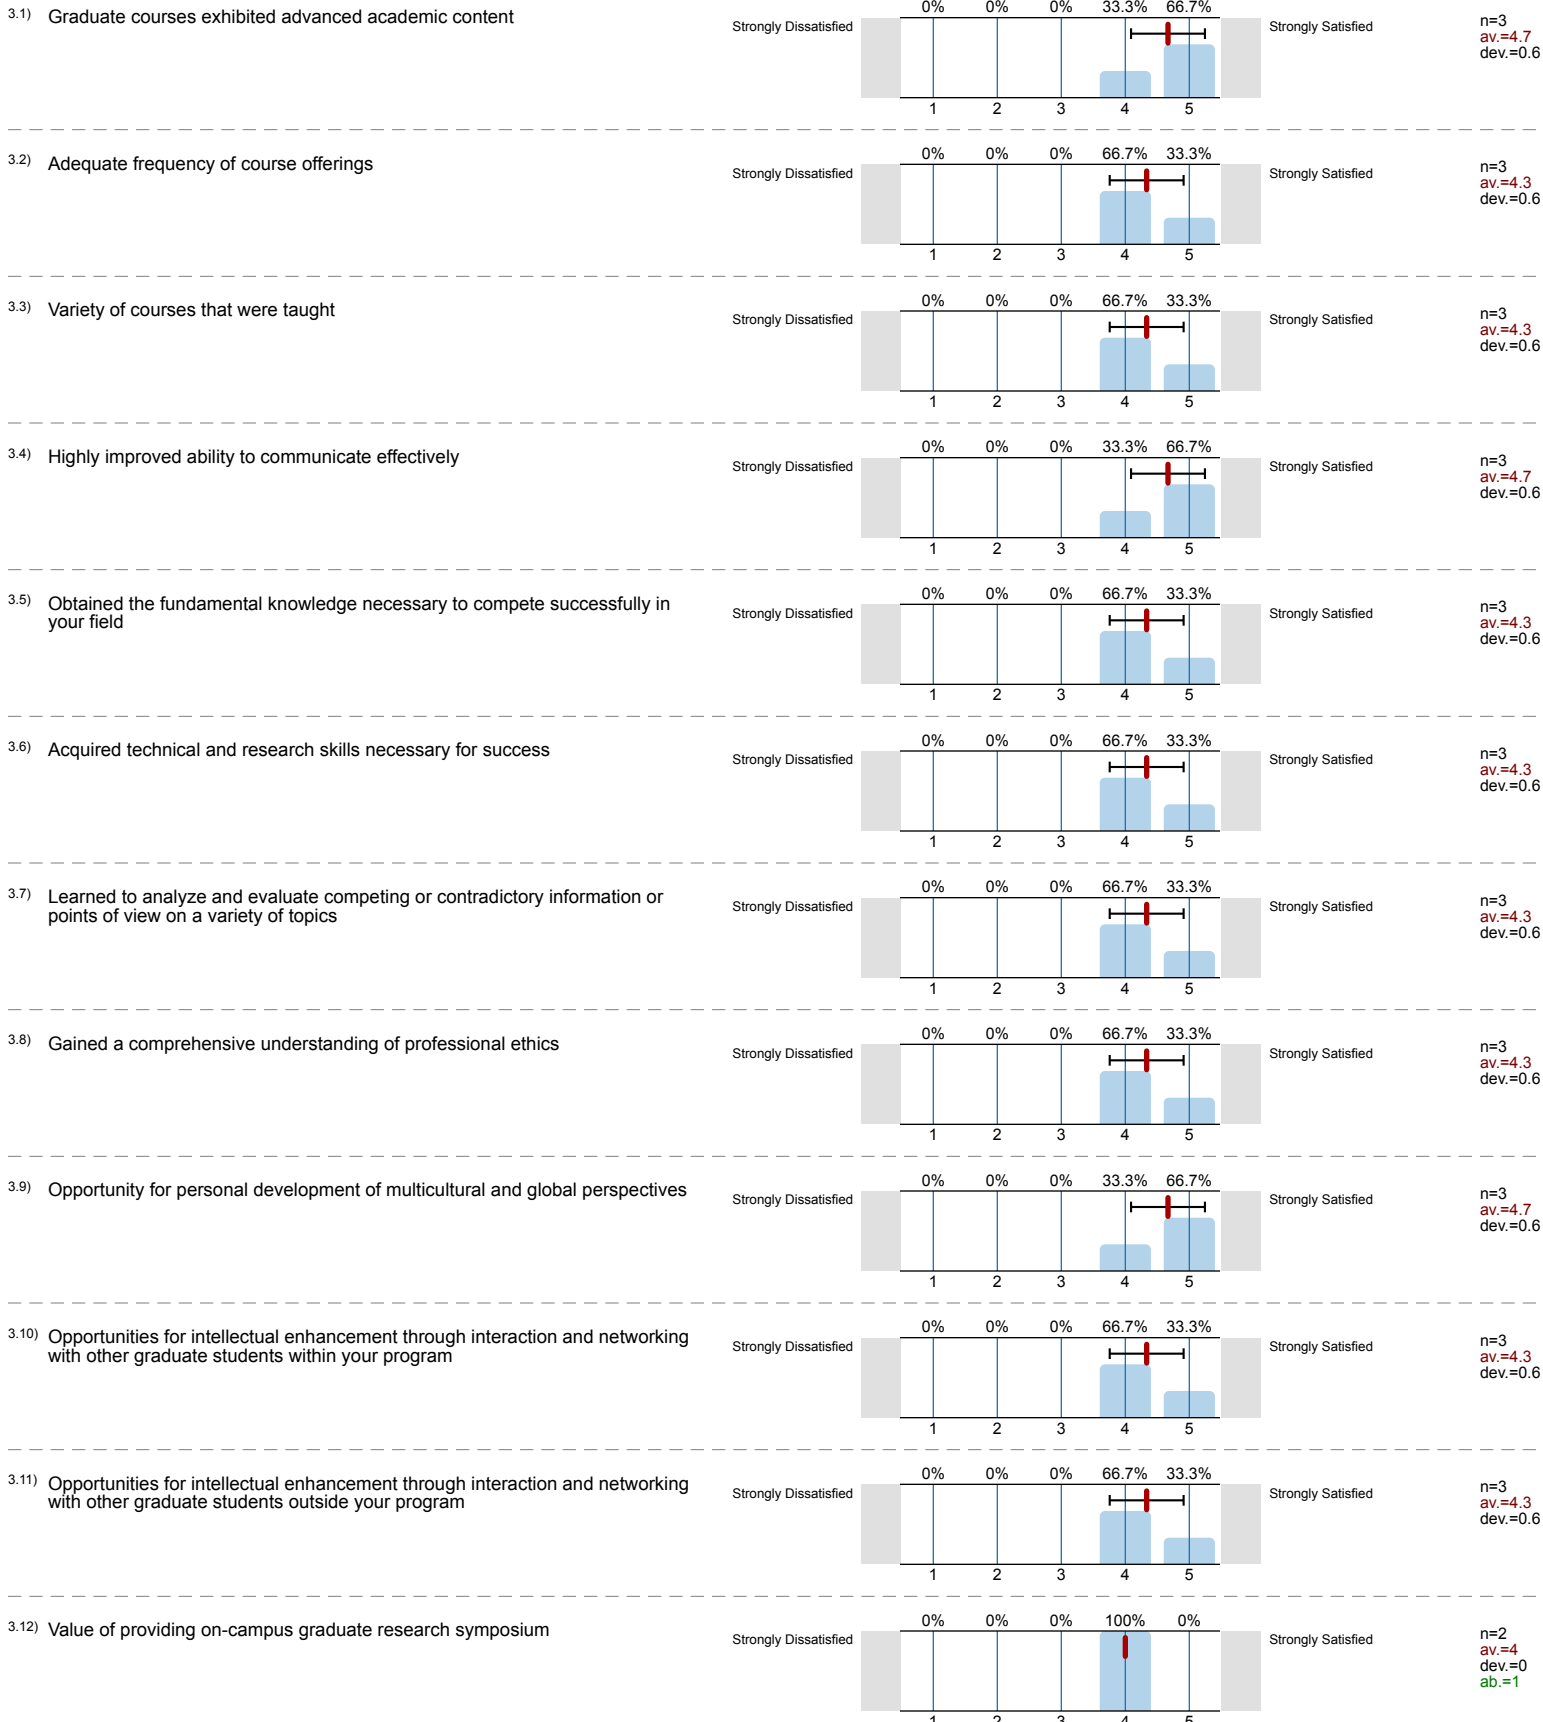 3.1) Graduate courses exhibited advanced academic content
0% 0% 0% 33.3% 66.7%
Strongly Dissatisfied Strongly Satisfied
n=3
av.=4.7
dev.=0.6
1 2 3 4 5
3.2) Adequate frequency of course offerings
0% 0% 0% 66.7% 33.3%
Strongly Dissatisfied Strongly Satisfied
n=3
av.=4.3
dev.=0.6
1 2 3 4 5
3.3) Variety of courses that were taught
0% 0% 0% 66.7% 33.3%
Strongly Dissatisfied Strongly Satisfied
n=3
av.=4.3
dev.=0.6
1 2 3 4 5
3.4) Highly improved ability to communicate effectively
0% 0% 0% 33.3% 66.7%
Strongly Dissatisfied Strongly Satisfied
n=3
av.=4.7
dev.=0.6
1 2 3 4 5
3.5) Obtained the fundamental knowledge necessary to compete successfully in
your field
0% 0% 0% 66.7% 33.3%
Strongly Dissatisfied Strongly Satisfied
n=3
av.=4.3
dev.=0.6
1 2 3 4 5
3.6) Acquired technical and research skills necessary for success
0% 0% 0% 66.7% 33.3%
Strongly Dissatisfied Strongly Satisfied
n=3
av.=4.3
dev.=0.6
1 2 3 4 5
3.7) Learned to analyze and evaluate competing or contradictory information or
points of view on a variety of topics
0% 0% 0% 66.7% 33.3%
Strongly Dissatisfied Strongly Satisfied
n=3
av.=4.3
dev.=0.6
1 2 3 4 5
3.8) Gained a comprehensive understanding of professional ethics
0% 0% 0% 66.7% 33.3%
Strongly Dissatisfied Strongly Satisfied
n=3
av.=4.3
dev.=0.6
1 2 3 4 5
3.9) Opportunity for personal development of multicultural and global perspectives
0% 0% 0% 33.3% 66.7%
Strongly Dissatisfied Strongly Satisfied
n=3
av.=4.7
dev.=0.6
1 2 3 4 5
3.10) Opportunities for intellectual enhancement through interaction and networking
with other graduate students within your program
0% 0% 0% 66.7% 33.3%
Strongly Dissatisfied Strongly Satisfied
n=3
av.=4.3
dev.=0.6
1 2 3 4 5
3.11) Opportunities for intellectual enhancement through interaction and networking
with other graduate students outside your program
0% 0% 0% 66.7% 33.3%
Strongly Dissatisfied Strongly Satisfied
n=3
av.=4.3
dev.=0.6
1 2 3 4 5
3.12) Value of providing on-campus graduate research symposium
0% 0% 0% 100% 0%
Strongly Dissatisfied Strongly Satisfied
n=2
av.=4
dev.=0
ab.=1
1 2 3 4 5